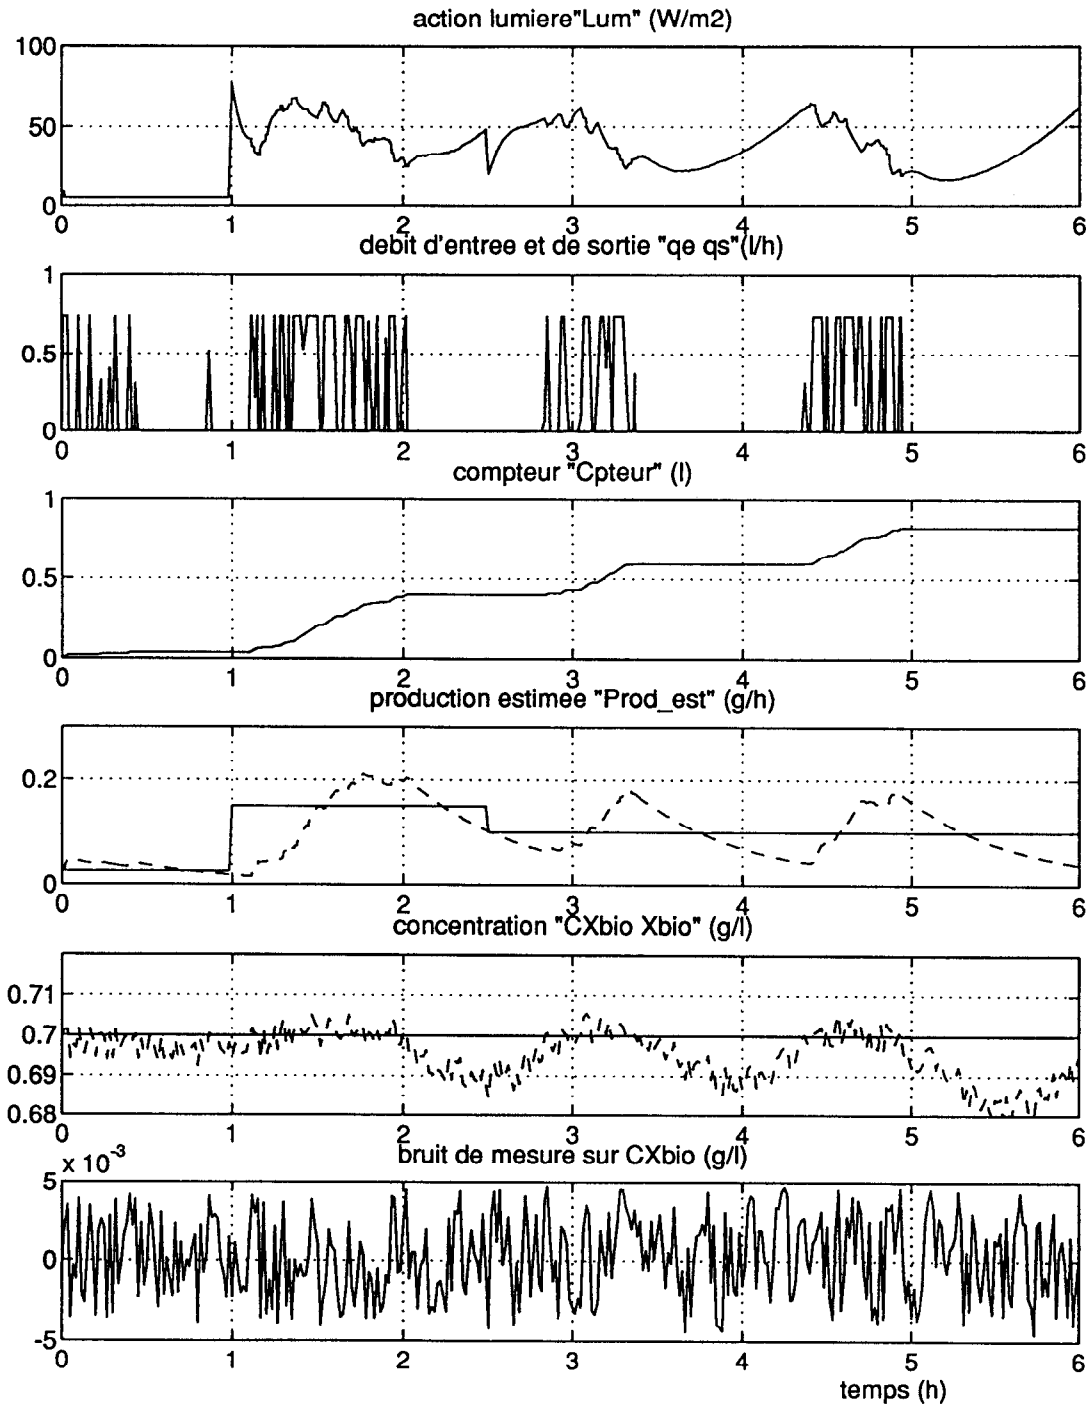 action lumiere"Lum" (W/m2)
100
50
0
0 1 2 3 4 5 6
debit d'entree et de sortie "qe qs"(l/h)
1
0.5
0
0 1 2 3 4 5 6
compteur "Cpteur" (l)
1
0.5
0
0 1 2 3 4 5 6
production estimee "Prod_est" (g/h)
0.2
0
0 1 2 3 4 5 6
concentration "CXbio Xbio" (g/l)
0.71
0.7
0.69
0.68
0 1 2 3 4 5 6
x 10-3
bruit de mesure sur CXbio (g/l)
5
0
-5
0 1 2 3 4 5 6
temps (h)